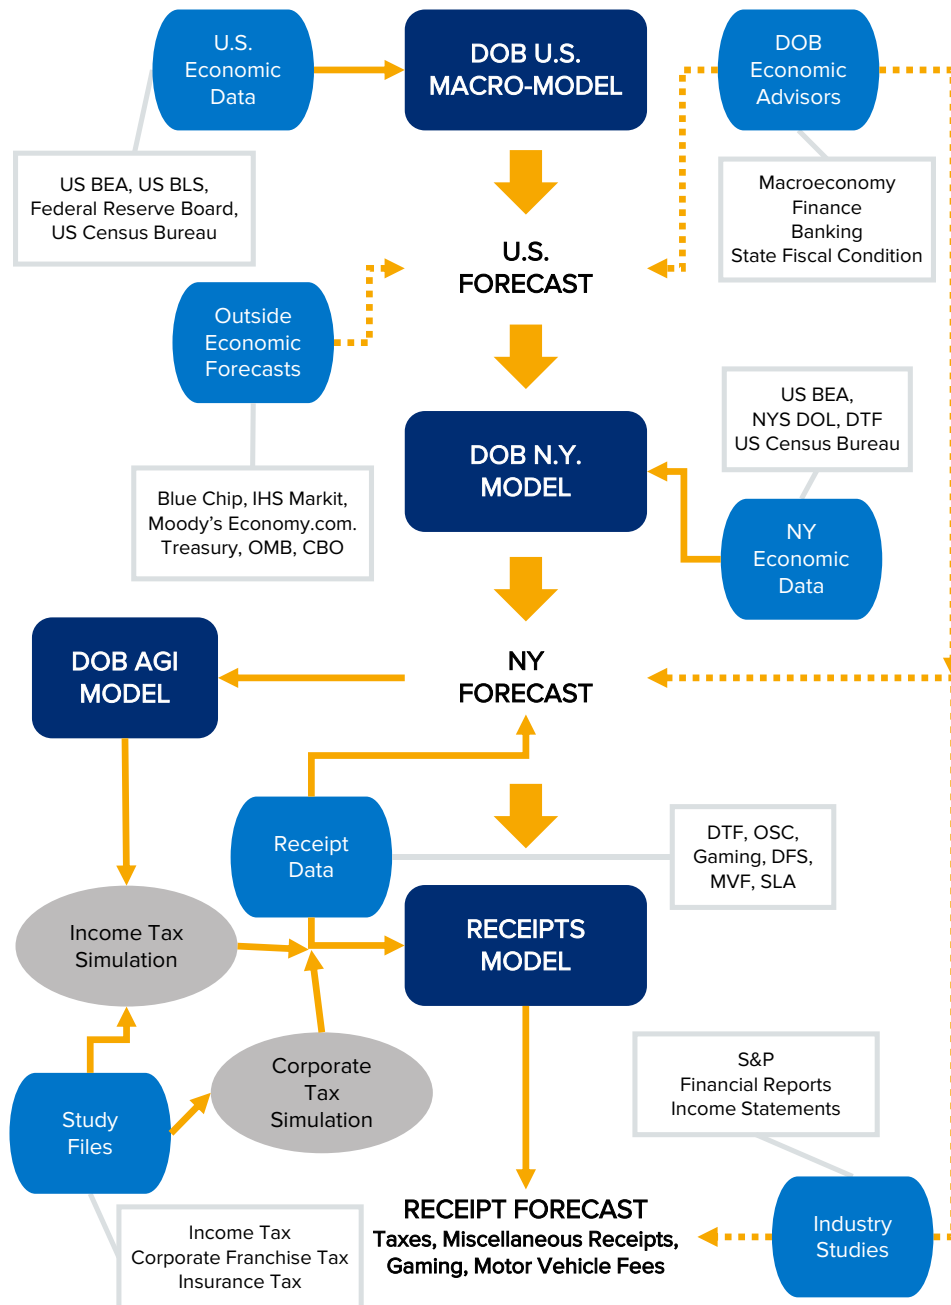 U.S.
Economic
Data
DOB U.S.
MACRO-MODEL
DOB
Economic
Advisors
US BEA, US BLS,
Federal Reserve Board,
US Census Bureau
Macroeconomy
Finance
Banking
State Fiscal Condition
U.S.
FORECAST
Outside
Economic
Forecasts
US BEA,
NYS DOL, DTF
US Census Bureau
DOB N.Y.
MODEL
Blue Chip, IHS Markit,
Moody’s Economy.com.
Treasury, OMB, CBO
NY
Economic
Data
DOB AGI
MODEL
NY
FORECAST
Receipt
Data
DTF, OSC,
Gaming, DFS,
MVF, SLA
Income Tax
Simulation
RECEIPTS
MODEL
Corporate
Tax
Simulation
S&P
Financial Reports
Income Statements
Study
Files
RECEIPT FORECAST
Taxes, Miscellaneous Receipts,
Gaming, Motor Vehicle Fees
Industry
Studies
Income Tax
Corporate Franchise Tax
Insurance Tax